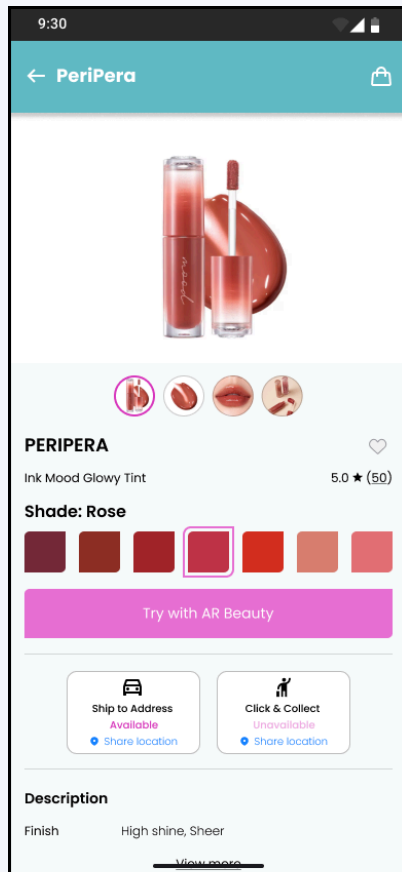 9:30
PeriPera
mood
PERIPERA
Ink Mood Glowy Tint
5.0 ★ (50)
Shade: Rose
Try with AR Beauty
Ship to Address
Available
Share location
Click & Collect
Unavailable
Share location
Description
Finish High shine, Sheer
View more